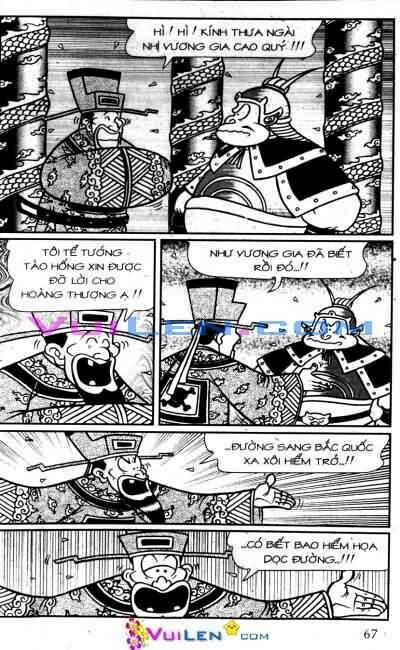 HÌ! HÌ! KÍNH THƯA NGÀI
NHỊ VƯƠNG GIA CAO QUÝ..!!!
TÔI TỂ TƯỚNG
TÀO HỐNG XIN ĐƯỢC
ĐỠ LỜI CHO
HOÀNG THƯỢNG Ạ!!
NHƯ VƯƠNG GIA ĐÃ BIẾT
RỒI ĐÓ...!!
VUILEN.COM
...ĐƯỜNG SANG BẮC QUỐC
XA XÔI HIỂM TRỞ..!!
...CÓ BIẾT BAO HIỂM HỌA
DỌC ĐƯỜNG...!!!
67
VUILEN.COM